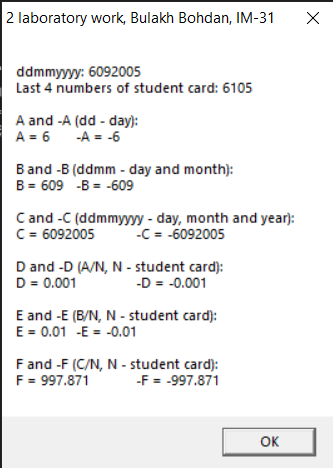 2 laboratory work, Bulakh Bohdan, IM-31
ddmmyyyy: 6092005
Last 4 numbers of student card: 6105
A and -A (dd - day):
A = 6 -A = -6
B and -B (ddmm - day and month):
B = 609 -B = -609
C and -C (ddmmyyyy - day, month and year):
C = 6092005 -C = -6092005
D and -D (A/N, N - student card):
D = 0.001 -D = -0.001
E and -E (B/N, N - student card):
E = 0.01 -E = -0.01
F and -F (C/N, N - student card):
F = 997.871 -F = -997.871
OK